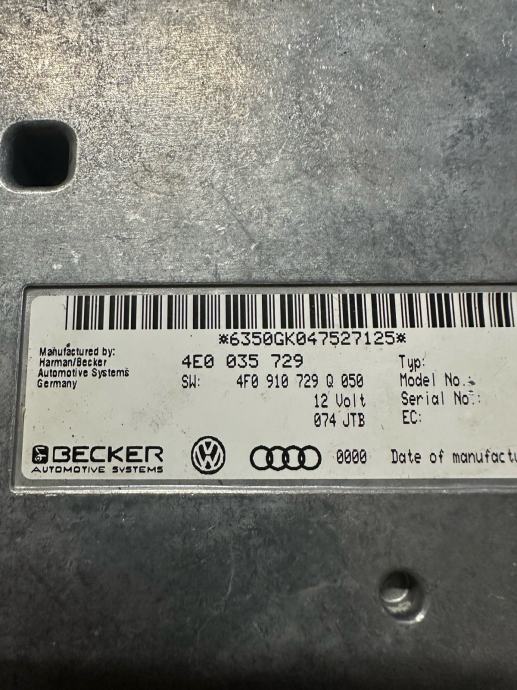 *6350GK047527125*
Manufactured by:
Harman/Becker
Automotive Systems
Germany
4E0 035 729
SW: 4F0 910 729 Q 050
12 Volt
074 JTB
Typ:
Model No.:
Serial No.:
EC:
BECKER
AUTOMOTIVE SYSTEMS
0000 Date of manufactu